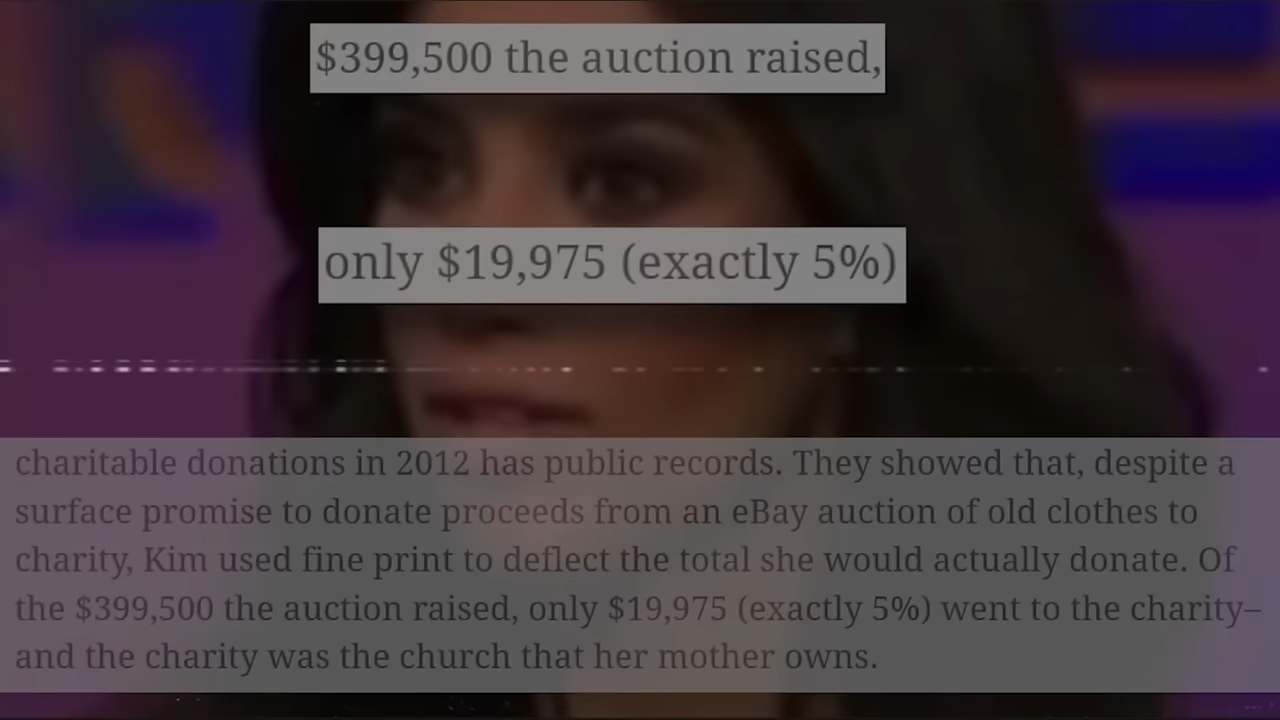 $399,500 the auction raised,
only $19,975 (exactly 5%)
charitable donations in 2012 has public records. They showed that, despite a
surface promise to donate proceeds from an eBay auction of old clothes to
charity, Kim used fine print to deflect the total she would actually donate. Of
the $399,500 the auction raised, only $19,975 (exactly 5%) went to the charity–
and the charity was the church that her mother owns.